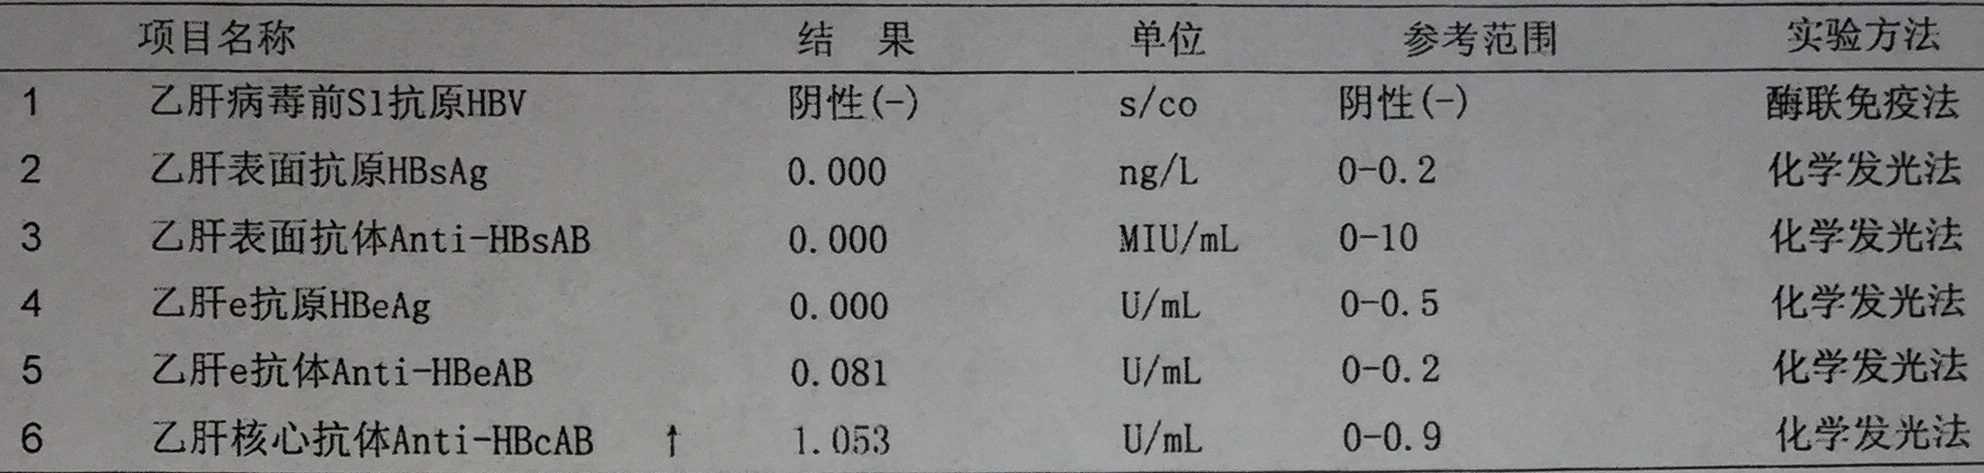 项目名称 结 果 单位 参考范围 实验方法
1 乙肝病毒前S1抗原HBV 阴性(-) s/co 阴性(-) 酶联免疫法
2 乙肝表面抗原HBsAg 0.000 ng/L 0-0.2 化学发光法
3 乙肝表面抗体Anti-HBsAB 0.000 MIU/mL 0-10 化学发光法
4 乙肝e抗原HBeAg 0.000 U/mL 0-0.5 化学发光法
5 乙肝e抗体Anti-HBeAB 0.081 U/mL 0-0.2 化学发光法
6 乙肝核心抗体Anti-HBcAB ↑ 1.053 U/mL 0-0.9 化学发光法